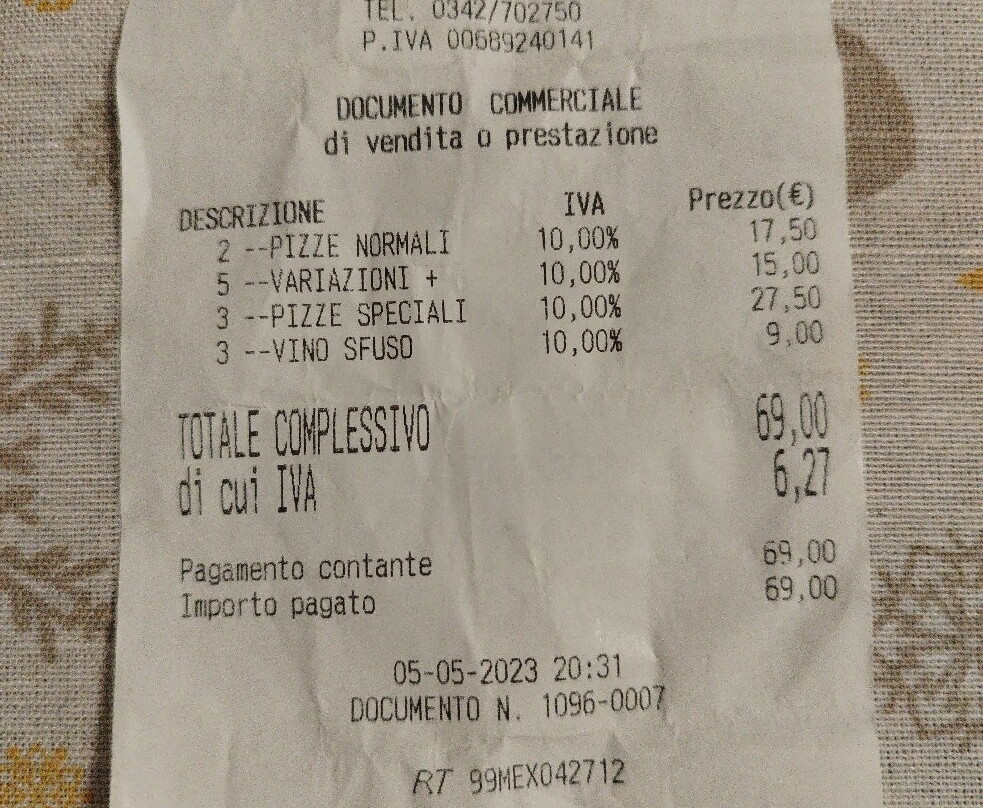 TEL. 0342/702750
P.IVA 00689240141
DOCUMENTO COMMERCIALE
di vendita o prestazione
DESCRIZIONE IVA Prezzo(€)
2 --PIZZE NORMALI 10,00% 17,50
5 --VARIAZIONI + 10,00% 15,00
3 --PIZZE SPECIALI 10,00% 27,50
3 --VINO SFUSO 10,00% 9,00
TOTALE COMPLESSIVO 69,00
di cui IVA 6,27
Pagamento contante 69,00
Importo pagato 69,00
05-05-2023 20:31
DOCUMENTO N. 1096-0007
RT 99MEX042712